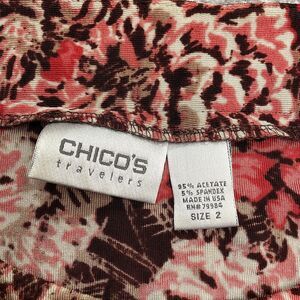 CHICO'S
travelers
95% ACETATE
5% SPANDEX
MADE IN USA
RN# 79984
SIZE 2